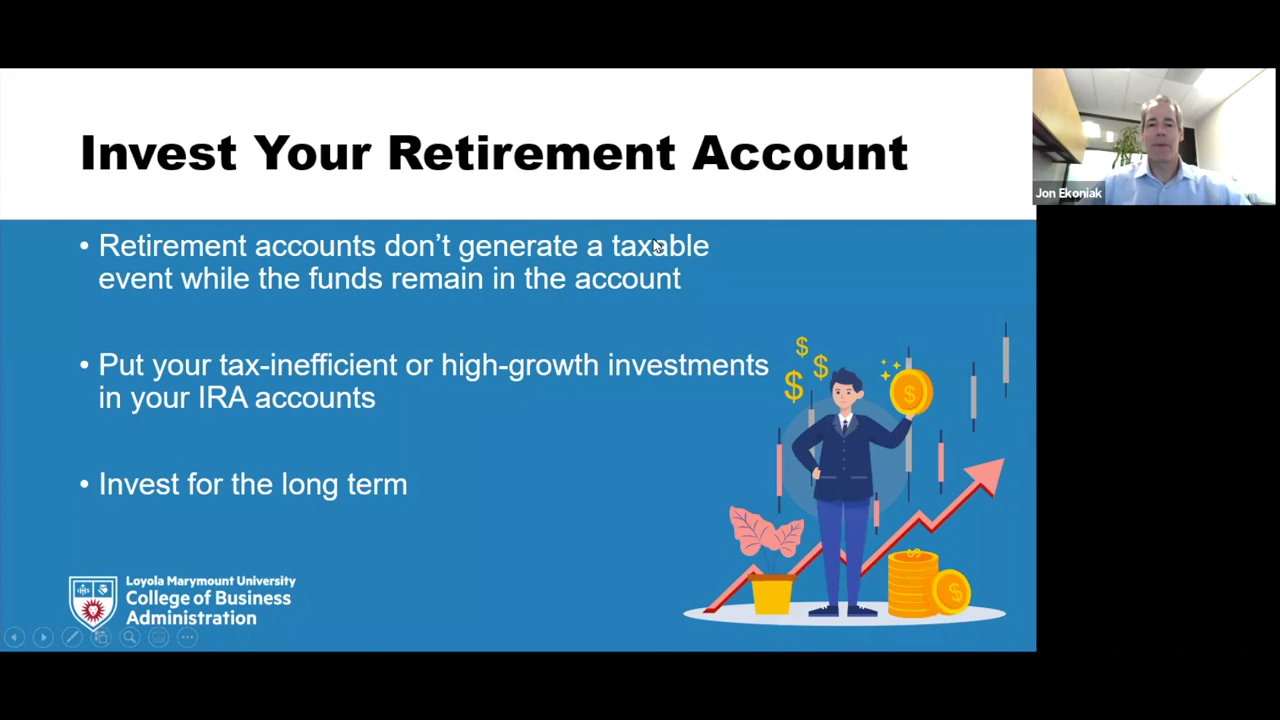 Invest Your Retirement Account
Jon Ekoniak
• Retirement accounts don’t generate a taxable
event while the funds remain in the account
• Put your tax-inefficient or high-growth investments
in your IRA accounts
• Invest for the long term
$
$
$
$
$
$
Loyola Marymount University
College of Business
Administration